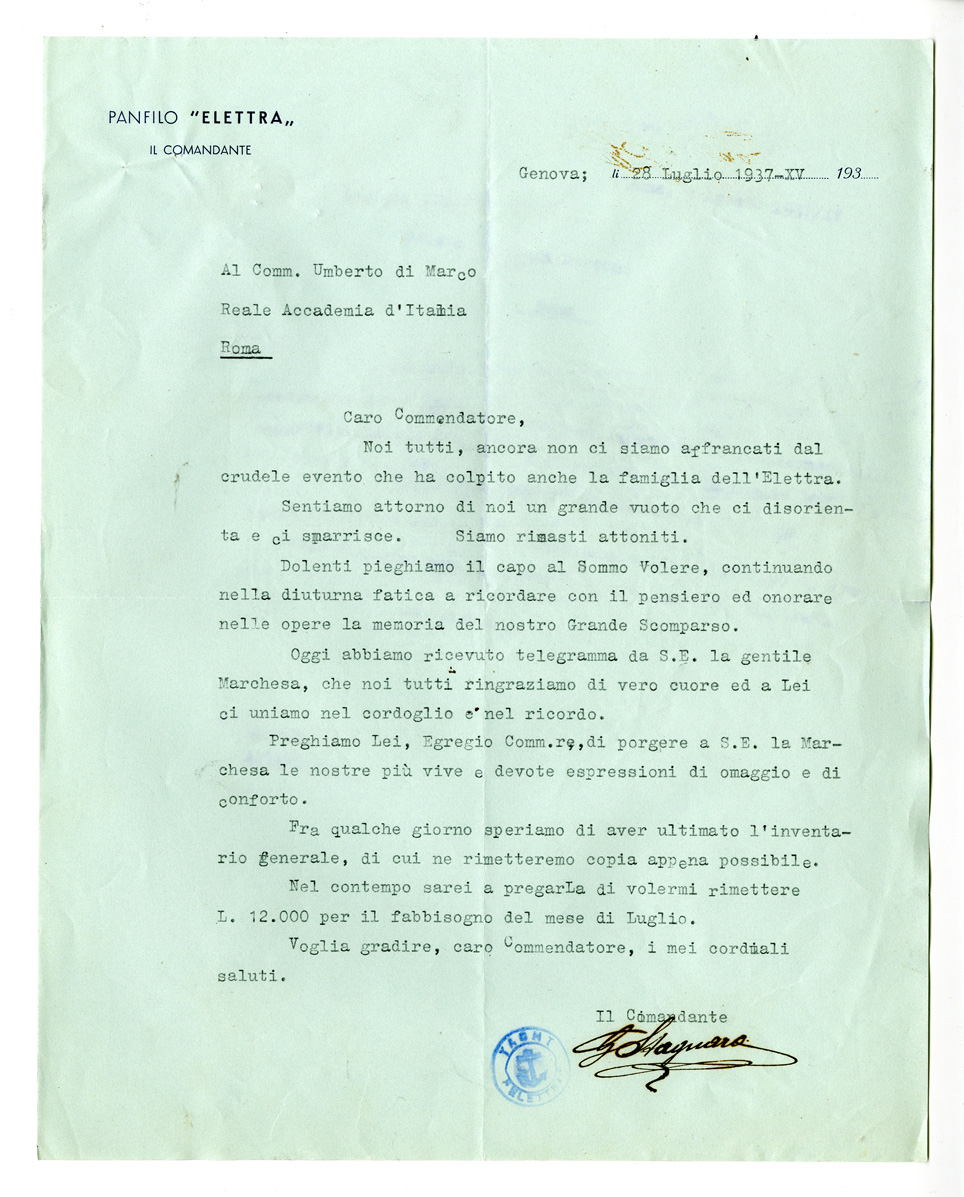 PANFILO "ELETTRA„
IL COMANDANTE
Genova; li 28 Luglio 1937-XV 193
Al Comm. Umberto di Marco
Reale Accademia d'Italia
Roma
Caro Commendatore,
Noi tutti, ancora non ci siamo affrancati dal
crudele evento che ha colpito anche la famiglia dell'Elettra.
Sentiamo attorno di noi un grande vuoto che ci disorien-
ta e ci smarrisce. Siamo rimasti attoniti.
Dolenti pieghiamo il capo al Sommo Volere, continuando
nella diuturna fatica a ricordare con il pensiero ed onorare
nelle opere la memoria del nostro Grande Scomparso.
Oggi abbiamo ricevuto telegramma da S.E. la gentile
Marchesa, che noi tutti ringraziamo di vero cuore ed a Lei
ci uniamo nel cordoglio e nel ricordo.
Preghiamo Lei, Egregio Comm.re,di porgere a S.E. la Mar-
chesa le nostre più vive e devote espressioni di omaggio e di
conforto.
Fra qualche giorno speriamo di aver ultimato l'inventa-
rio generale, di cui ne rimetteremo copia appena possibile.
Nel contempo sarei a pregarLa di volermi rimettere
L. 12.000 per il fabbisogno del mese di Luglio.
Voglia gradire, caro Commendatore, i mei cordiali
saluti.
Il Comandante
G Stagnaro
YACHT
ELETTRA